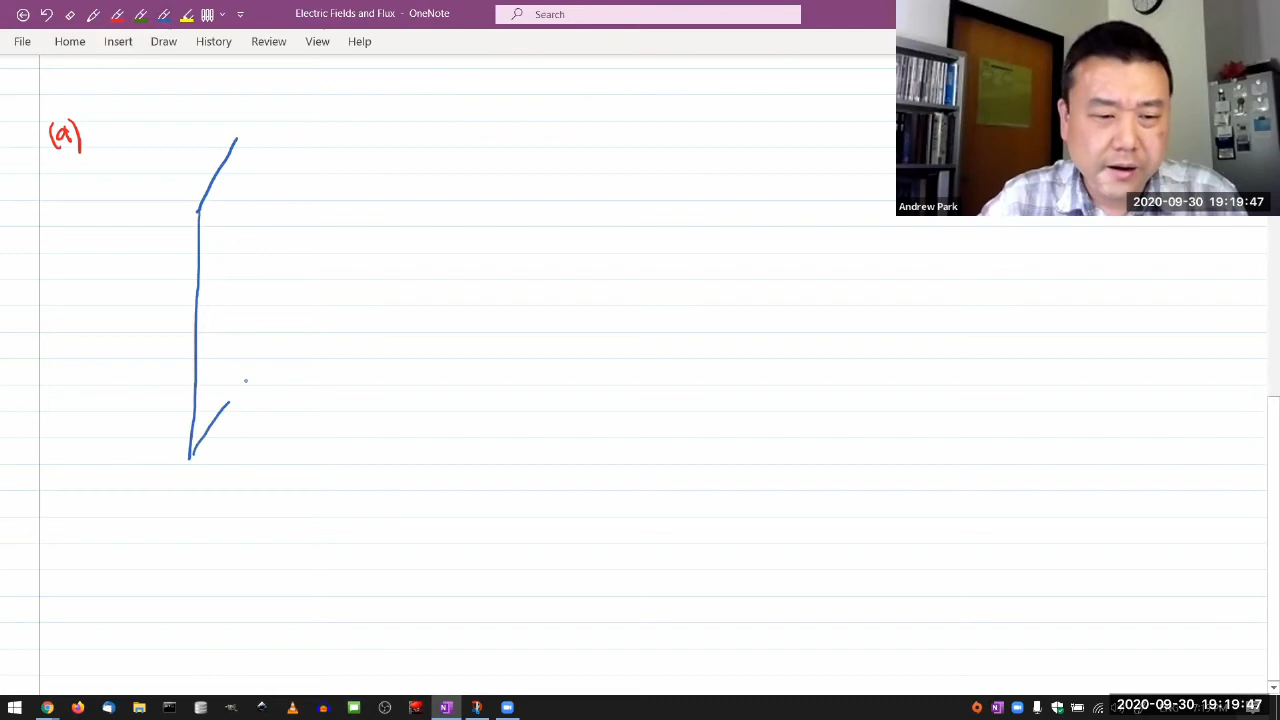 Electric Fields and Flux - OneNote
Search
File Home Insert Draw History Review View Help
(a)
Andrew Park
2020-09-30 19:19:47
2020-09-30 19:19:47